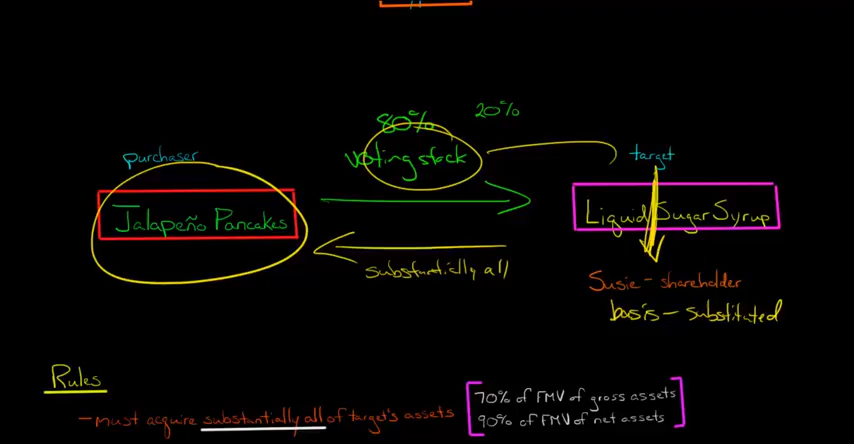 80%
20%
voting stock
purchaser
target
Jalapeño Pancakes
Liquid Sugar Syrup
substantially all
Susie - shareholder
basis - substituted
Rules
- must acquire substantially all of target's assets
70% of FMV of gross assets
90% of FMV of net assets